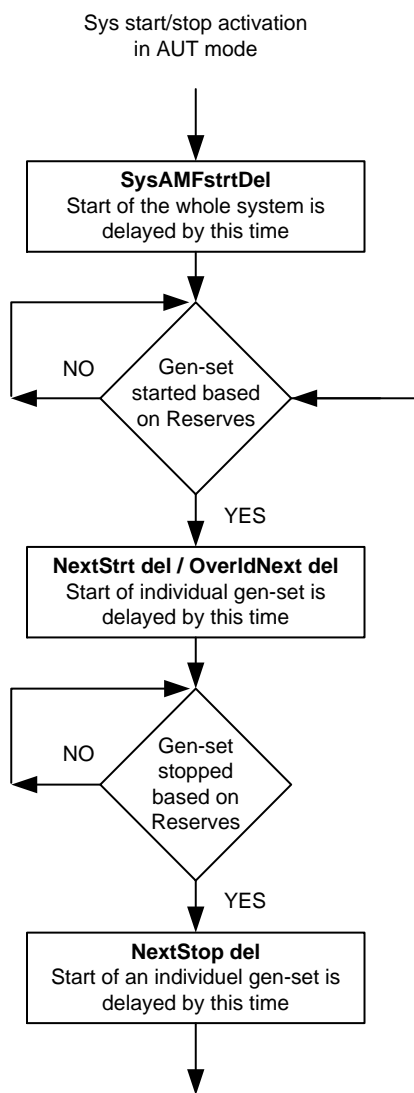 Sys start/stop activation
in AUT mode
SysAMFstrtDel
Start of the whole system is
delayed by this time
NO
Gen-set
started based
on Reserves
YES
NextStrt del / OverldNext del
Start of individual gen-set is
delayed by this time
NO
Gen-set
stopped
based on
Reserves
YES
NextStop del
Start of an individuel gen-set is
delayed by this time